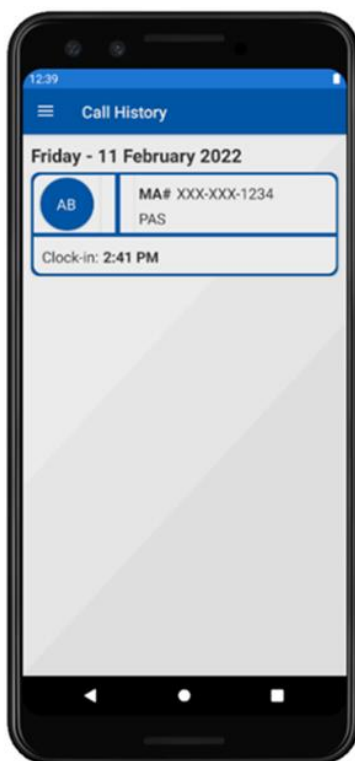 12:39
Call History
Friday - 11 February 2022
AB
MA# XXX-XXX-1234
PAS
Clock-in: 2:41 PM